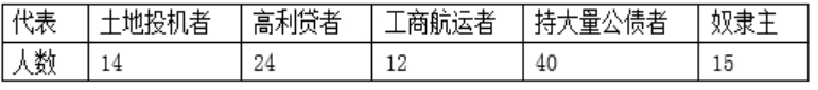 代表 土地投机者 高利贷者 工商航运者 持大量公债者 奴隶主
人数 14 24 12 40 15